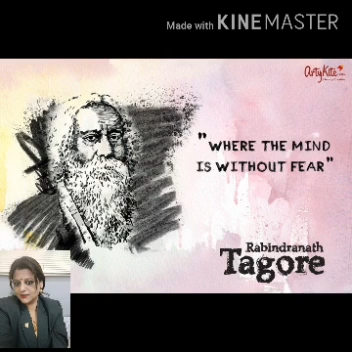 Made with KINEMASTER
artyKite
"WHERE THE MIND
IS WITHOUT FEAR"
Rabindranath
Tagore